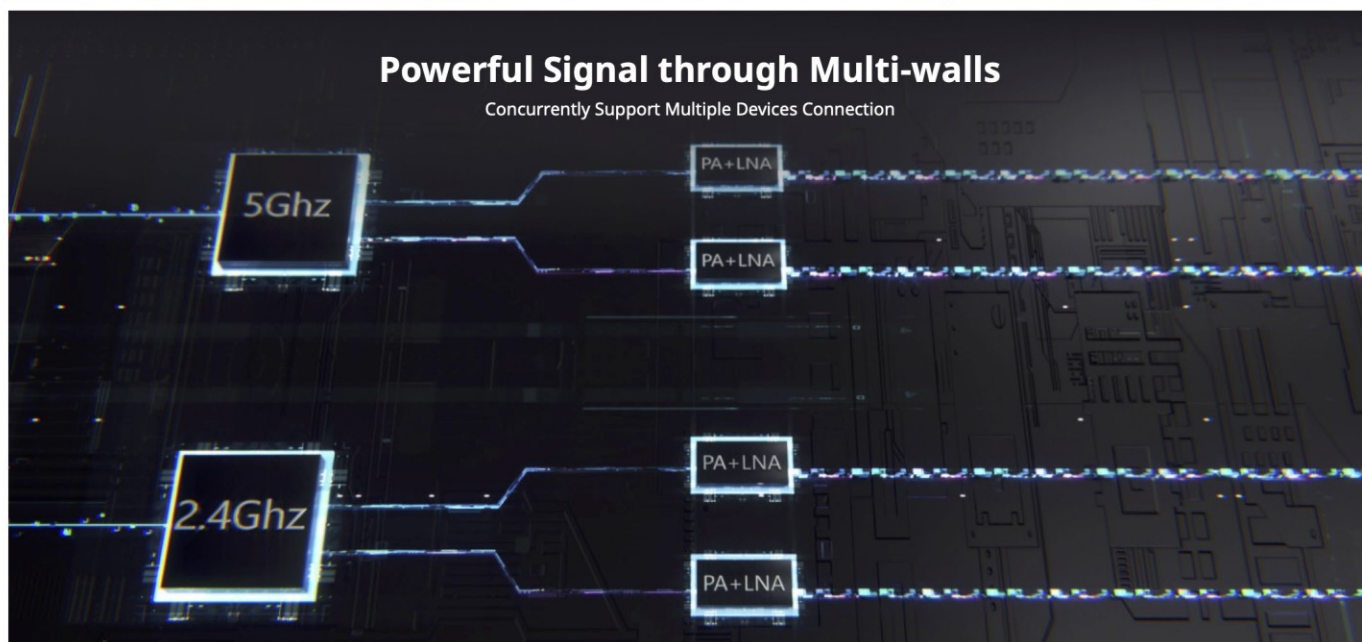 Powerful Signal through Multi-walls
Concurrently Support Multiple Devices Connection
PA+LNA
5Ghz
PA+LNA
PA+LNA
2.4Ghz
PA+LNA